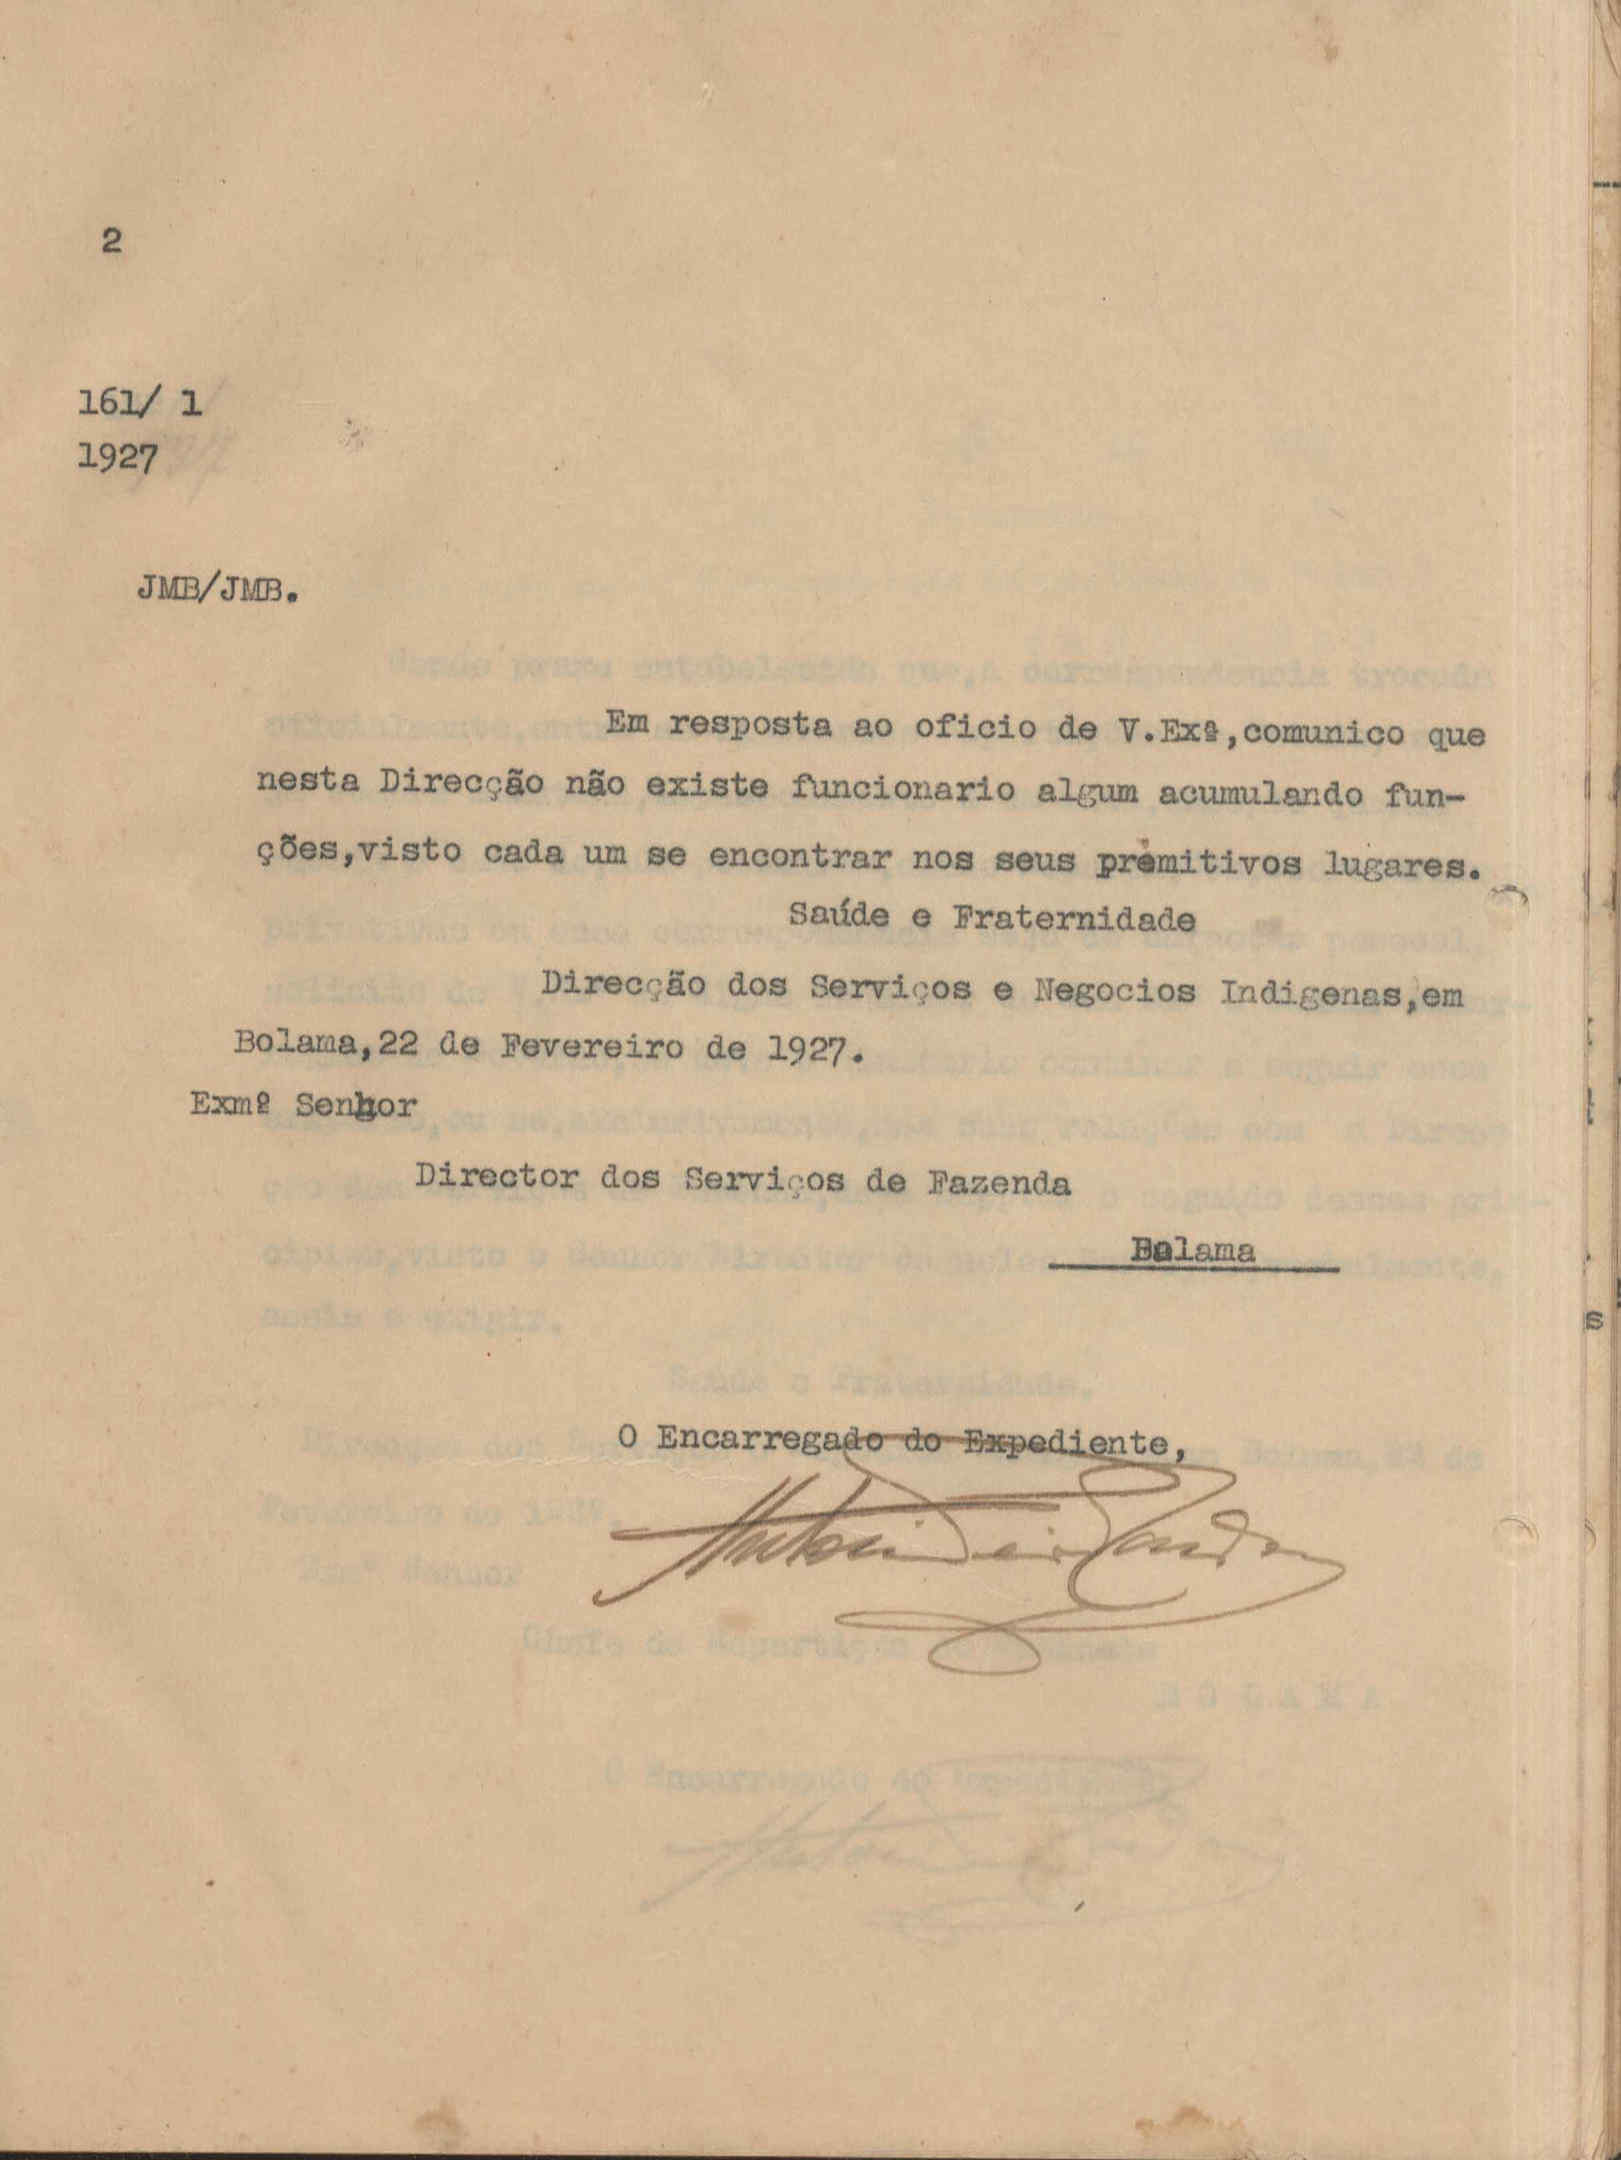 2
161/ 1
1927
JMB/JMB.
Em resposta ao oficio de V.Exª,comunico que
nesta Direcção não existe funcionario algum acumulando fun-
ções,visto cada um se encontrar nos seus prèmitivos lugares.
Saúde e Fraternidade
Direcção dos Serviços e Negocios Indigenas,em
Bolama,22 de Fevereiro de 1927.
Exmº Senhor
Director dos Serviços de Fazenda
Bolama
O Encarregado do Expediente,